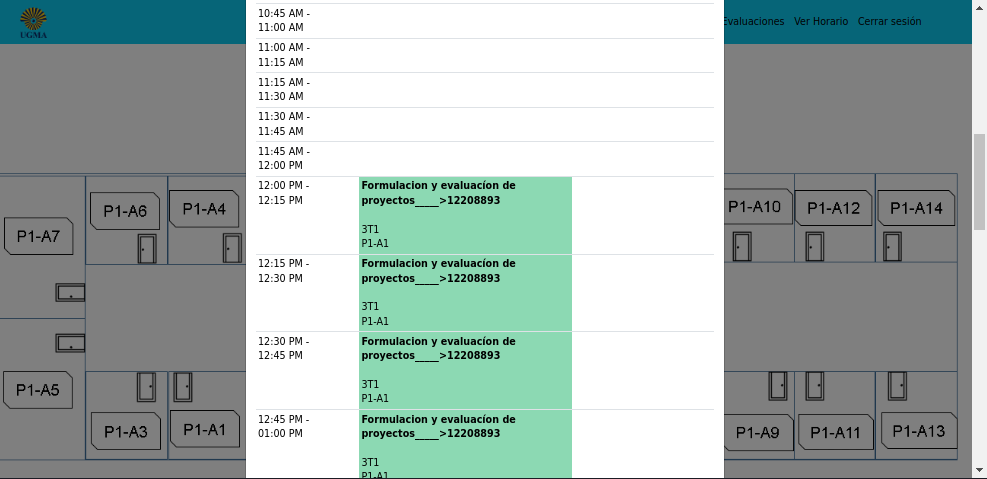 UGMA
Evaluaciones Ver Horario Cerrar sesión
10:45 AM -
11:00 AM
11:00 AM -
11:15 AM
11:15 AM -
11:30 AM
11:30 AM -
11:45 AM
11:45 AM -
12:00 PM
12:00 PM -
12:15 PM
Formulacion y evaluacíon de
proyectos_____>12208893
3T1
P1-A1
12:15 PM -
12:30 PM
Formulacion y evaluacíon de
proyectos_____>12208893
3T1
P1-A1
12:30 PM -
12:45 PM
Formulacion y evaluacíon de
proyectos_____>12208893
3T1
P1-A1
12:45 PM -
01:00 PM
Formulacion y evaluacíon de
proyectos_____>12208893
3T1
P1-A1
P1-A7
P1-A6
P1-A4
P1-A5
P1-A3
P1-A1
P1-A10
P1-A12
P1-A14
P1-A9
P1-A11
P1-A13